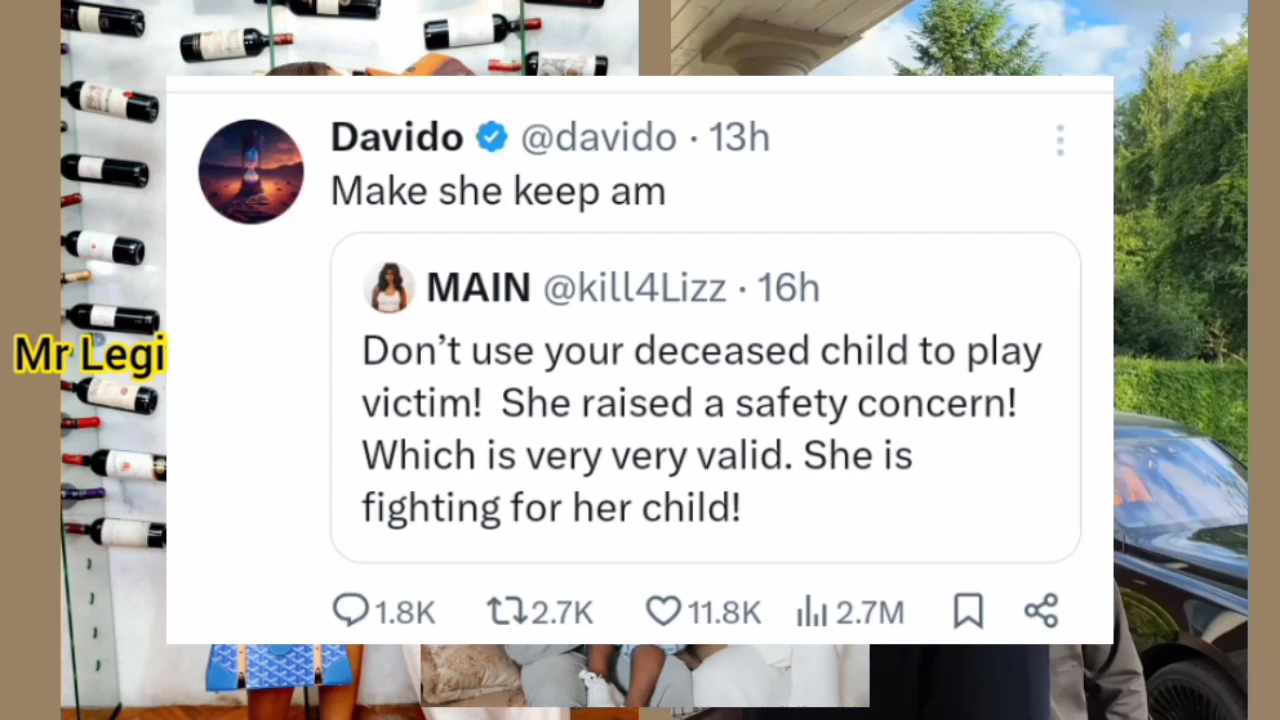 Davido @davido · 13h
Make she keep am
MAIN @kill4Lizz · 16h
Don’t use your deceased child to play
victim!  She raised a safety concern!
Which is very very valid. She is
fighting for her child!
1.8K 2.7K 11.8K 2.7M
Mr Legi